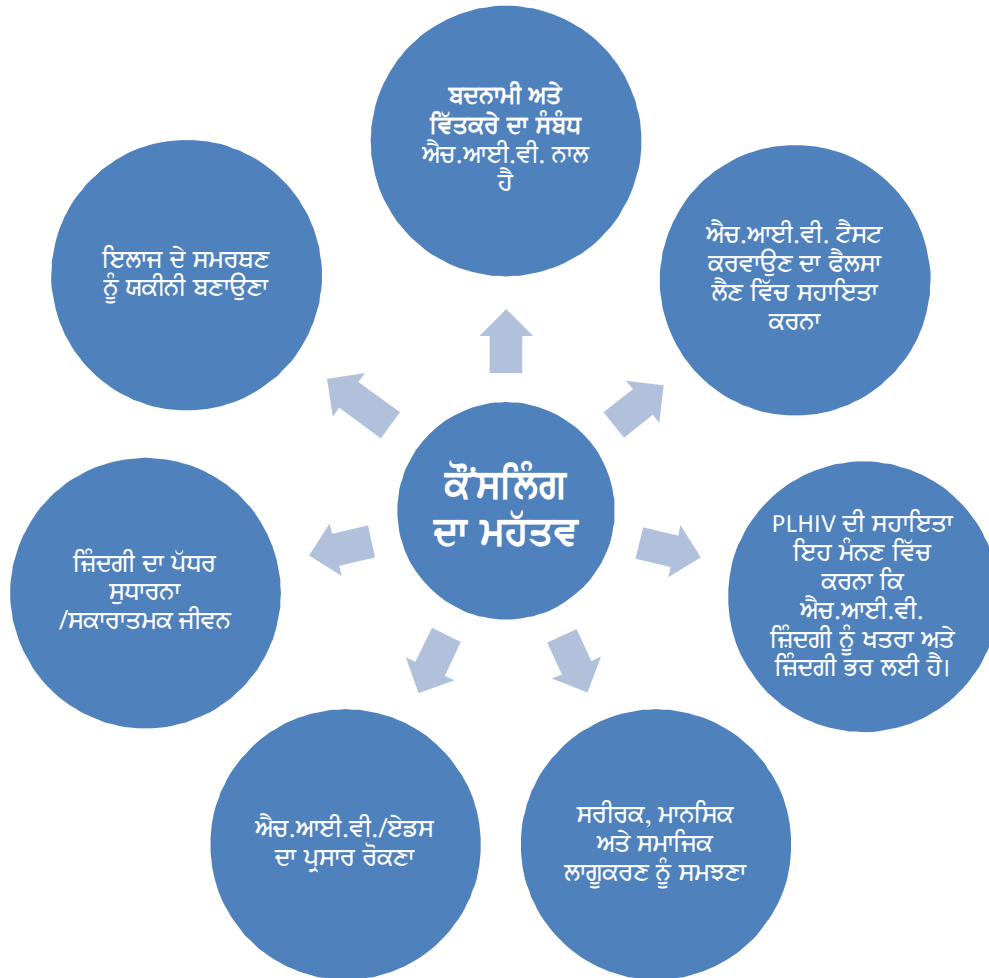 ਬਦਨਾਮੀ ਅਤੇ
ਵਿੱਤਕਰੇ ਦਾ ਸੰਬੰਧ
ਐਚ.ਆਈ.ਵੀ. ਨਾਲ
ਹੈ
ਐਚ.ਆਈ.ਵੀ. ਟੈਸਟ
ਕਰਵਾਉਣ ਦਾ ਫੈਲਸਾ
ਲੈਣ ਵਿੱਚ ਸਹਾਇਤਾ
ਕਰਨਾ
PLHIV ਦੀ ਸਹਾਇਤਾ
ਇਹ ਮੰਨਣ ਵਿੱਚ
ਕਰਨਾ ਕਿ
ਐਚ.ਆਈ.ਵੀ.
ਜ਼ਿੰਦਗੀ ਨੂੰ ਖਤਰਾ ਅਤੇ
ਜ਼ਿੰਦਗੀ ਭਰ ਲਈ ਹੈ।
ਸਰੀਰਕ, ਮਾਨਸਿਕ
ਅਤੇ ਸਮਾਜਿਕ
ਲਾਗੂਕਰਣ ਨੂੰ ਸਮਝਣਾ
ਐਚ.ਆਈ.ਵੀ./ਏਡਸ
ਦਾ ਪ੍ਰਸਾਰ ਰੋਕਣਾ
ਜ਼ਿੰਦਗੀ ਦਾ ਪੱਧਰ
ਸੁਧਾਰਨਾ
/ਸਕਾਰਾਤਮਕ ਜੀਵਨ
ਇਲਾਜ ਦੇ ਸਮਰਥਣ
ਨੂੰ ਯਕੀਨੀ ਬਣਾਉਣਾ
ਕੌਂਸਲਿੰਗ
ਦਾ ਮਹੱਤਵ